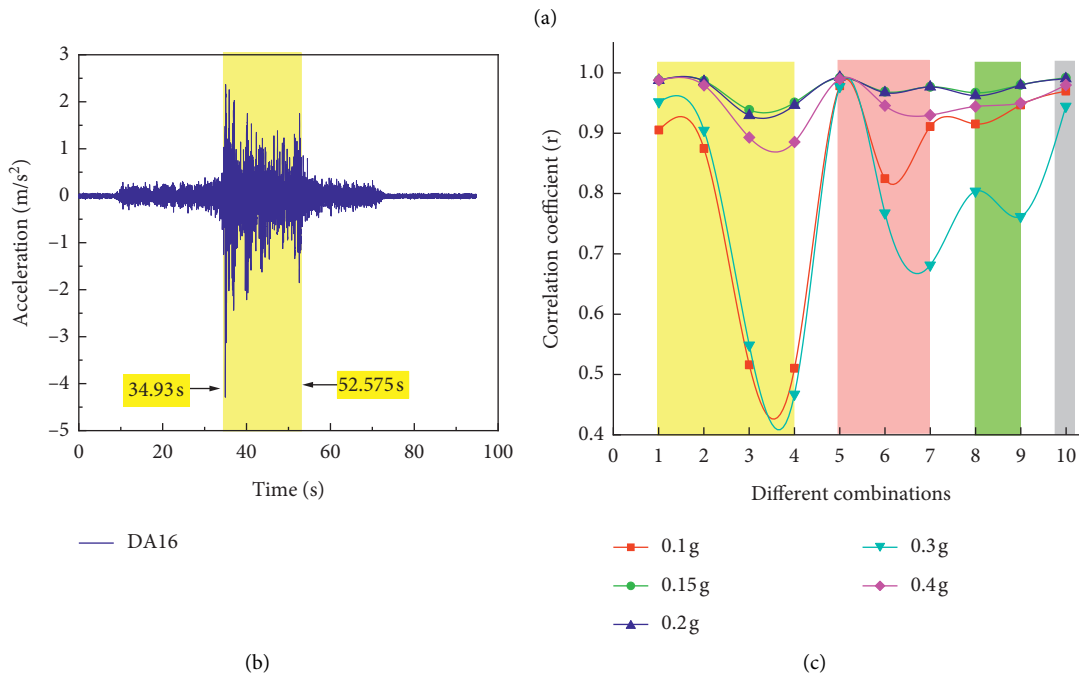 (a)
3
2
1
0
−1
−2
−3
−4
−5
Acceleration (m/s²)
34.93 s
52.575 s
0 20 40 60 80 100
Time (s)
DA16
(b)
1.0
0.9
0.8
0.7
0.6
0.5
0.4
Correlation coefficient (r)
0 1 2 3 4 5 6 7 8 9 10
Different combinations
0.1 g
0.15 g
0.2 g
0.3 g
0.4 g
(c)